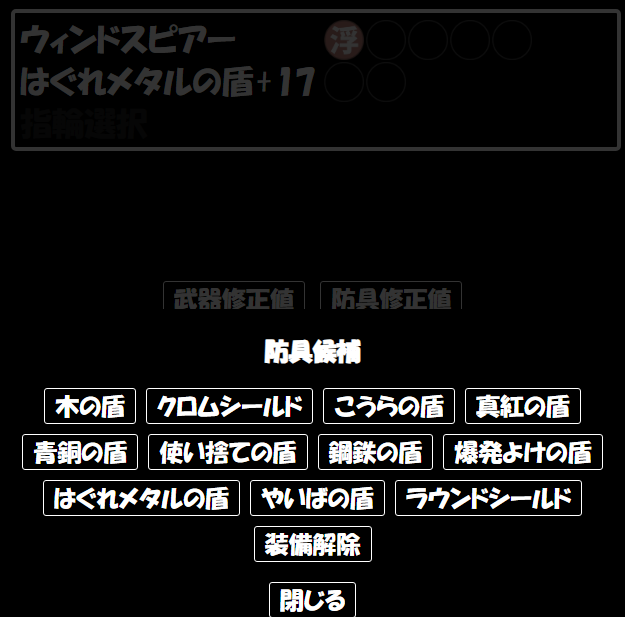 ウィンドスピアー 浮
はぐれメタルの盾+17
指輪選択
武器修正値 防具修正値
防具候補
木の盾 クロムシールド こうらの盾 真紅の盾
青銅の盾 使い捨ての盾 鋼鉄の盾 爆発よけの盾
はぐれメタルの盾 やいばの盾 ラウンドシールド
装備解除
閉じる